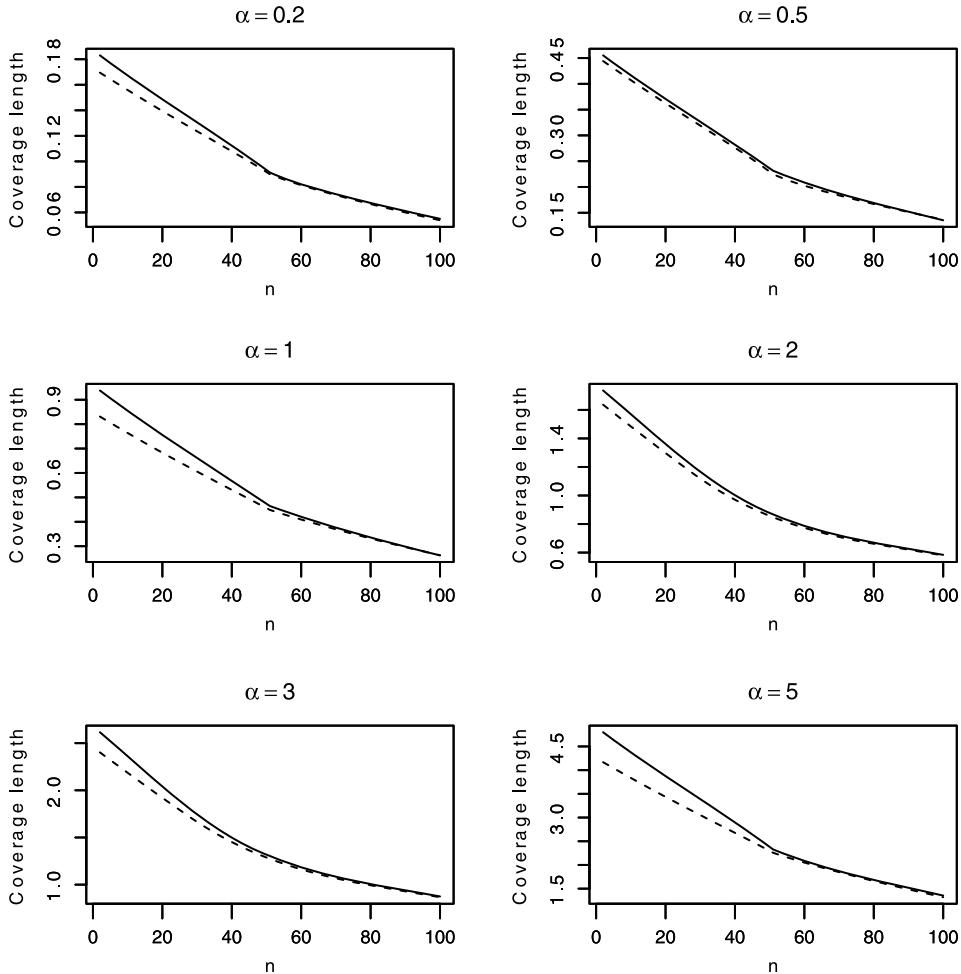 α = 0.2
Coverage length
0.18
0.12
0.06
0 20 40 60 80 100
n
α = 0.5
Coverage length
0.45
0.30
0.15
0 20 40 60 80 100
n
α = 1
Coverage length
0.9
0.6
0.3
0 20 40 60 80 100
n
α = 2
Coverage length
1.4
1.0
0.6
0 20 40 60 80 100
n
α = 3
Coverage length
2.0
1.0
0 20 40 60 80 100
n
α = 5
Coverage length
4.5
3.0
1.5
0 20 40 60 80 100
n